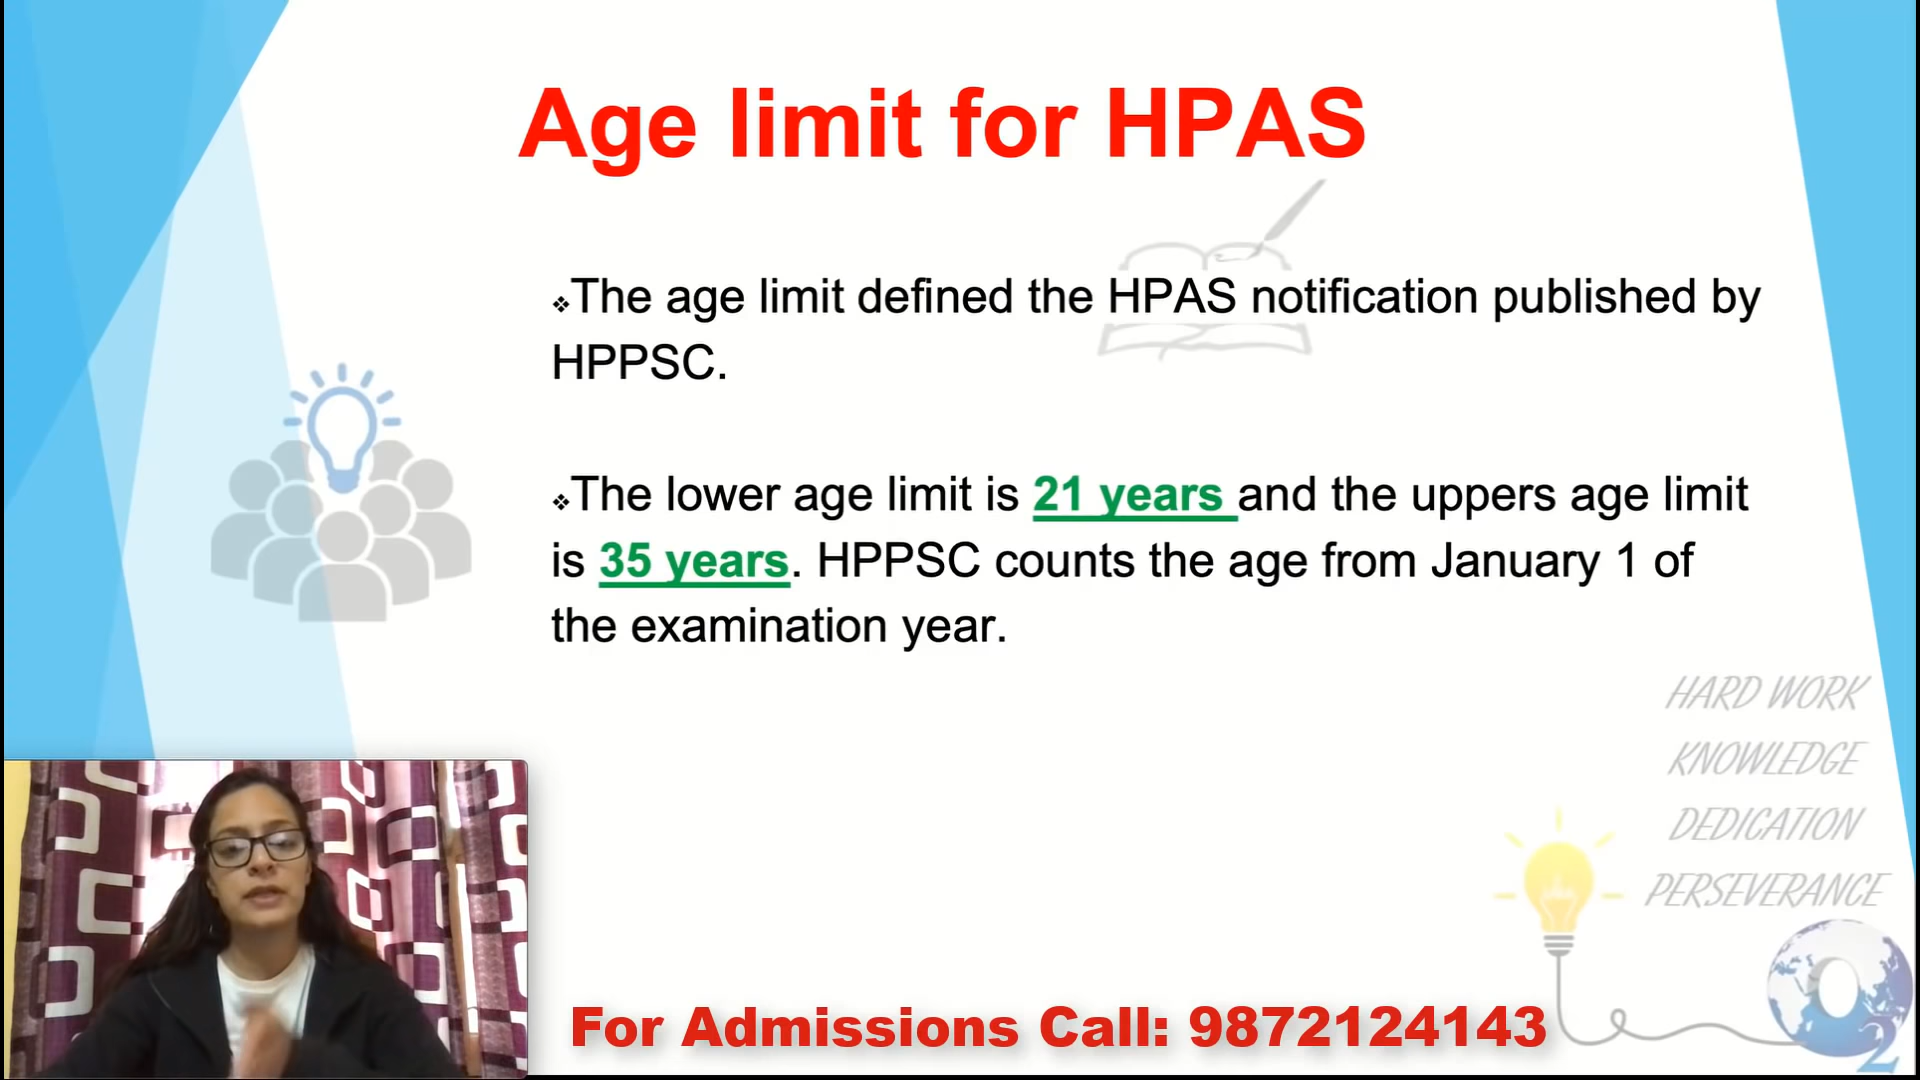 Age limit for HPAS
❖The age limit defined the HPAS notification published by
HPPSC.
❖The lower age limit is 21 years and the uppers age limit
is 35 years. HPPSC counts the age from January 1 of
the examination year.
HARD WORK
KNOWLEDGE
DEDICATION
PERSEVERANCE
O2
For Admissions Call: 9872124143